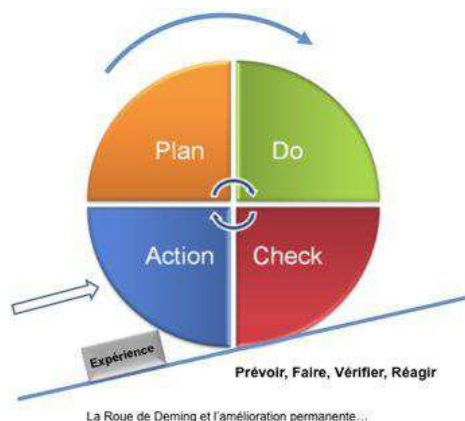 Plan
Do
Action
Check
Expérience
Prévoir, Faire, Vérifier, Réagir
La Roue de Deming et l'amélioration permanente...